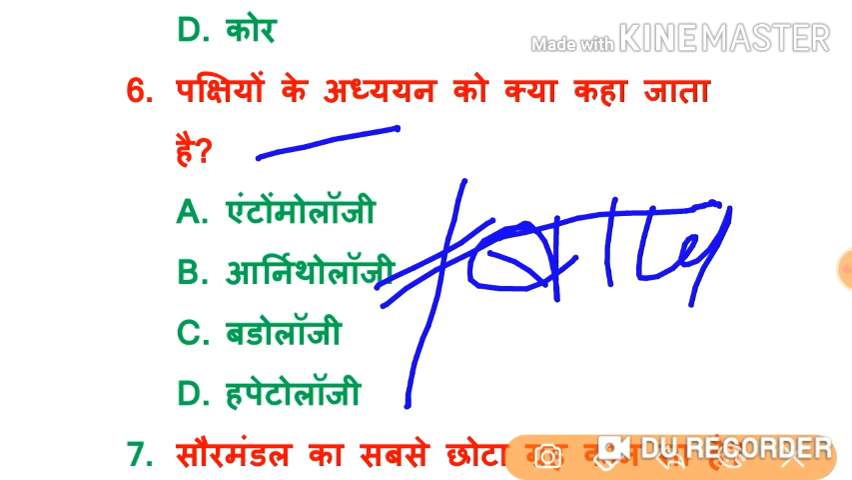 D. कोर
Made with KINEMASTER
6. पक्षियों के अध्ययन को क्या कहा जाता
है?
A. एंटोंमोलॉजी
B. आर्निथोलॉजी
C. बडोलॉजी
D. हपेटोलॉजी
7. सौरमंडल का सबसे छोटा
DU RECORDER